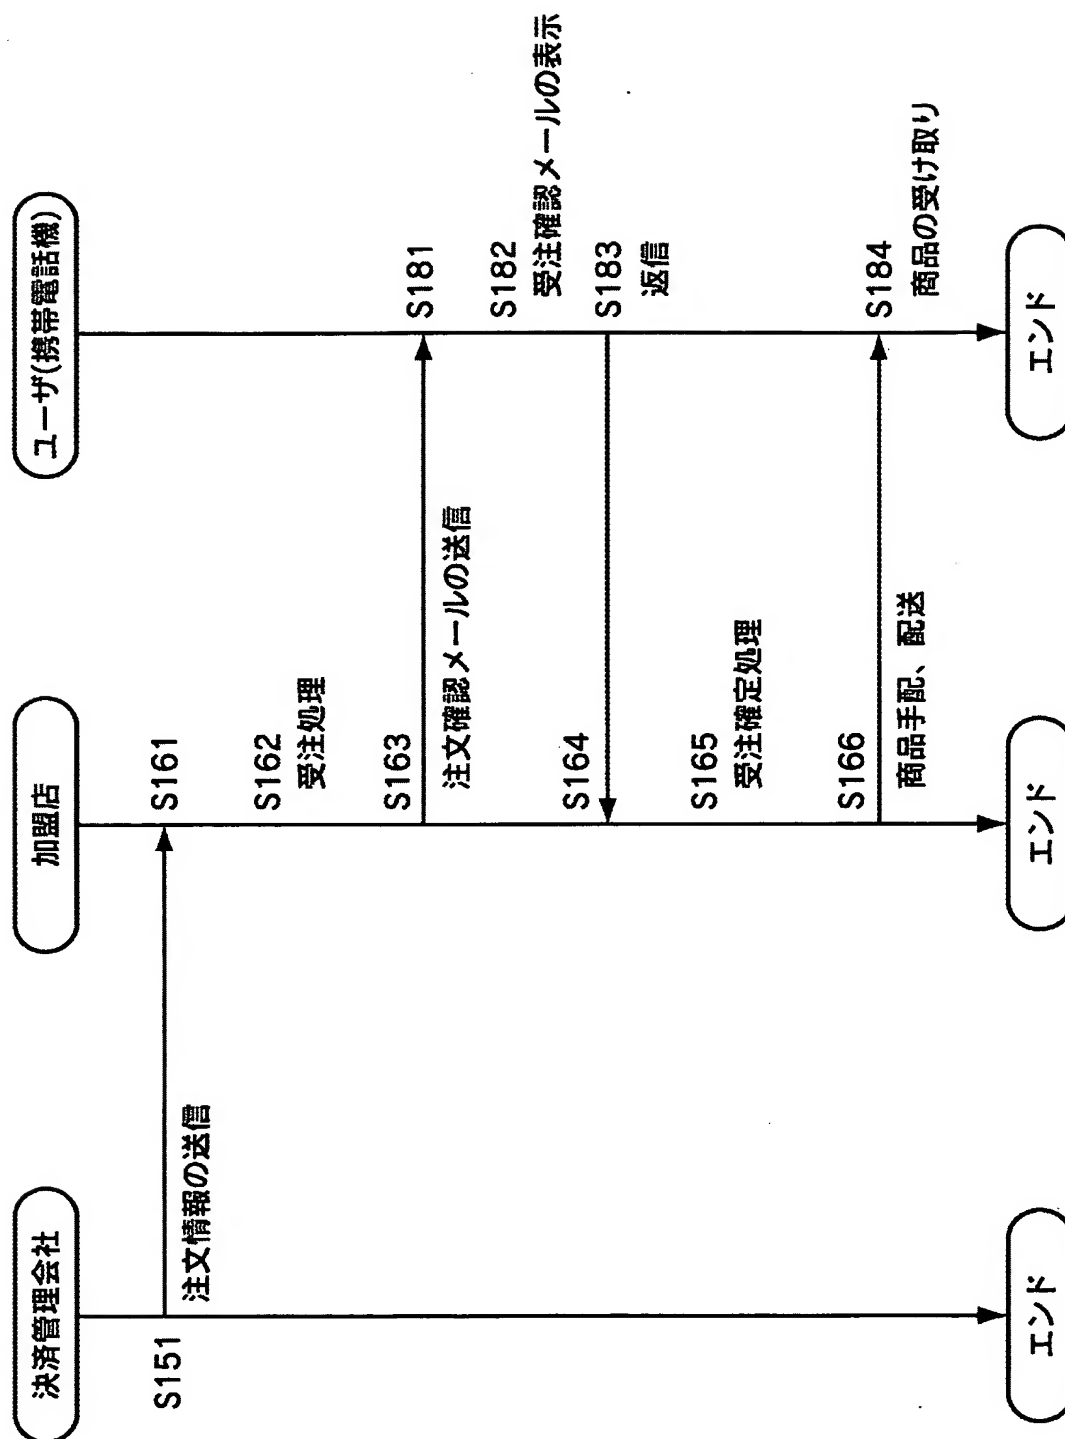 決済管理会社
加盟店
ユーザ(携帯電話機)
S151
注文情報の送信
S161
S162
受注処理
S163
注文確認メールの送信
S181
S182
受注確認メールの表示
S183
返信
S164
S165
受注確定処理
S166
商品手配、配送
S184
商品の受け取り
エンド
エンド
エンド